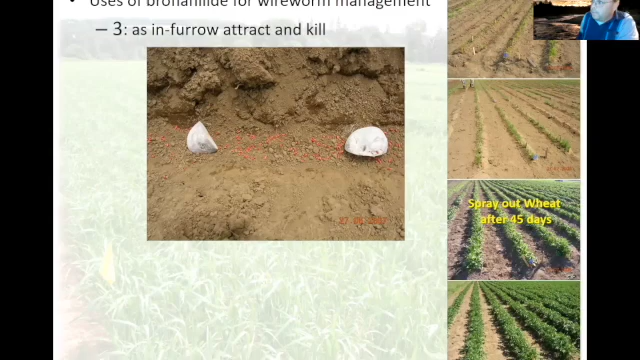 • Uses of broflanilide for wireworm management
– 3: as in-furrow attract and kill
Spray out Wheat
after 45 days